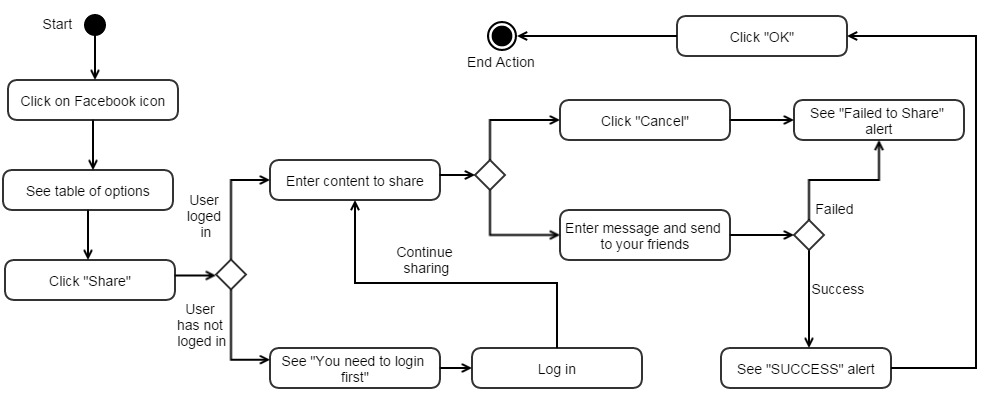 Start
Click on Facebook icon
See table of options
Click "Share"
User
loged
in
User
has not
loged in
Enter content to share
See "You need to login
first"
Log in
Continue
sharing
Click "Cancel"
Enter message and send
to your friends
See "Failed to Share"
alert
Failed
Success
See "SUCCESS" alert
Click "OK"
End Action